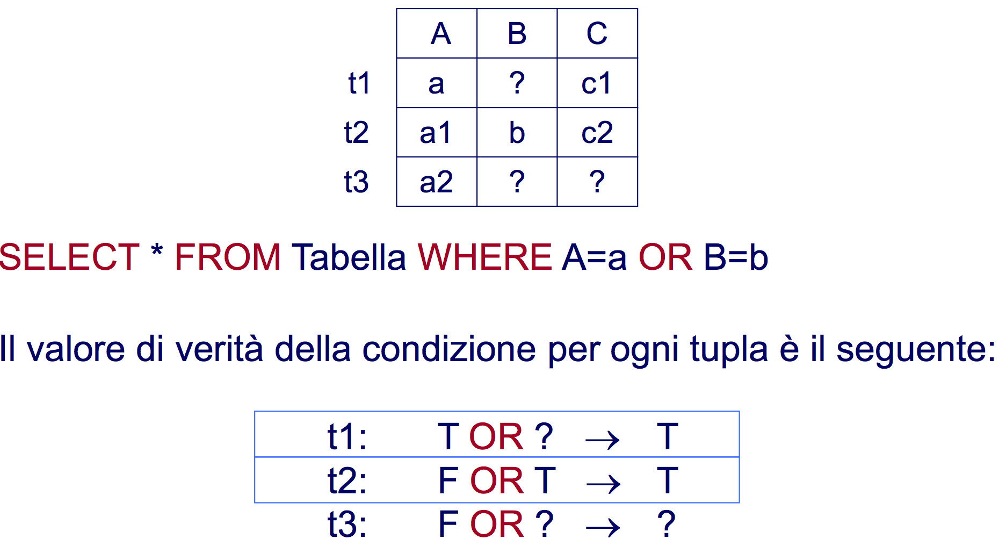 A B C
t1 a ? c1
t2 a1 b c2
t3 a2 ? ?
SELECT * FROM Tabella WHERE A=a OR B=b
Il valore di verità della condizione per ogni tupla è il seguente:
t1: T OR ? → T
t2: F OR T → T
t3: F OR ? → ?